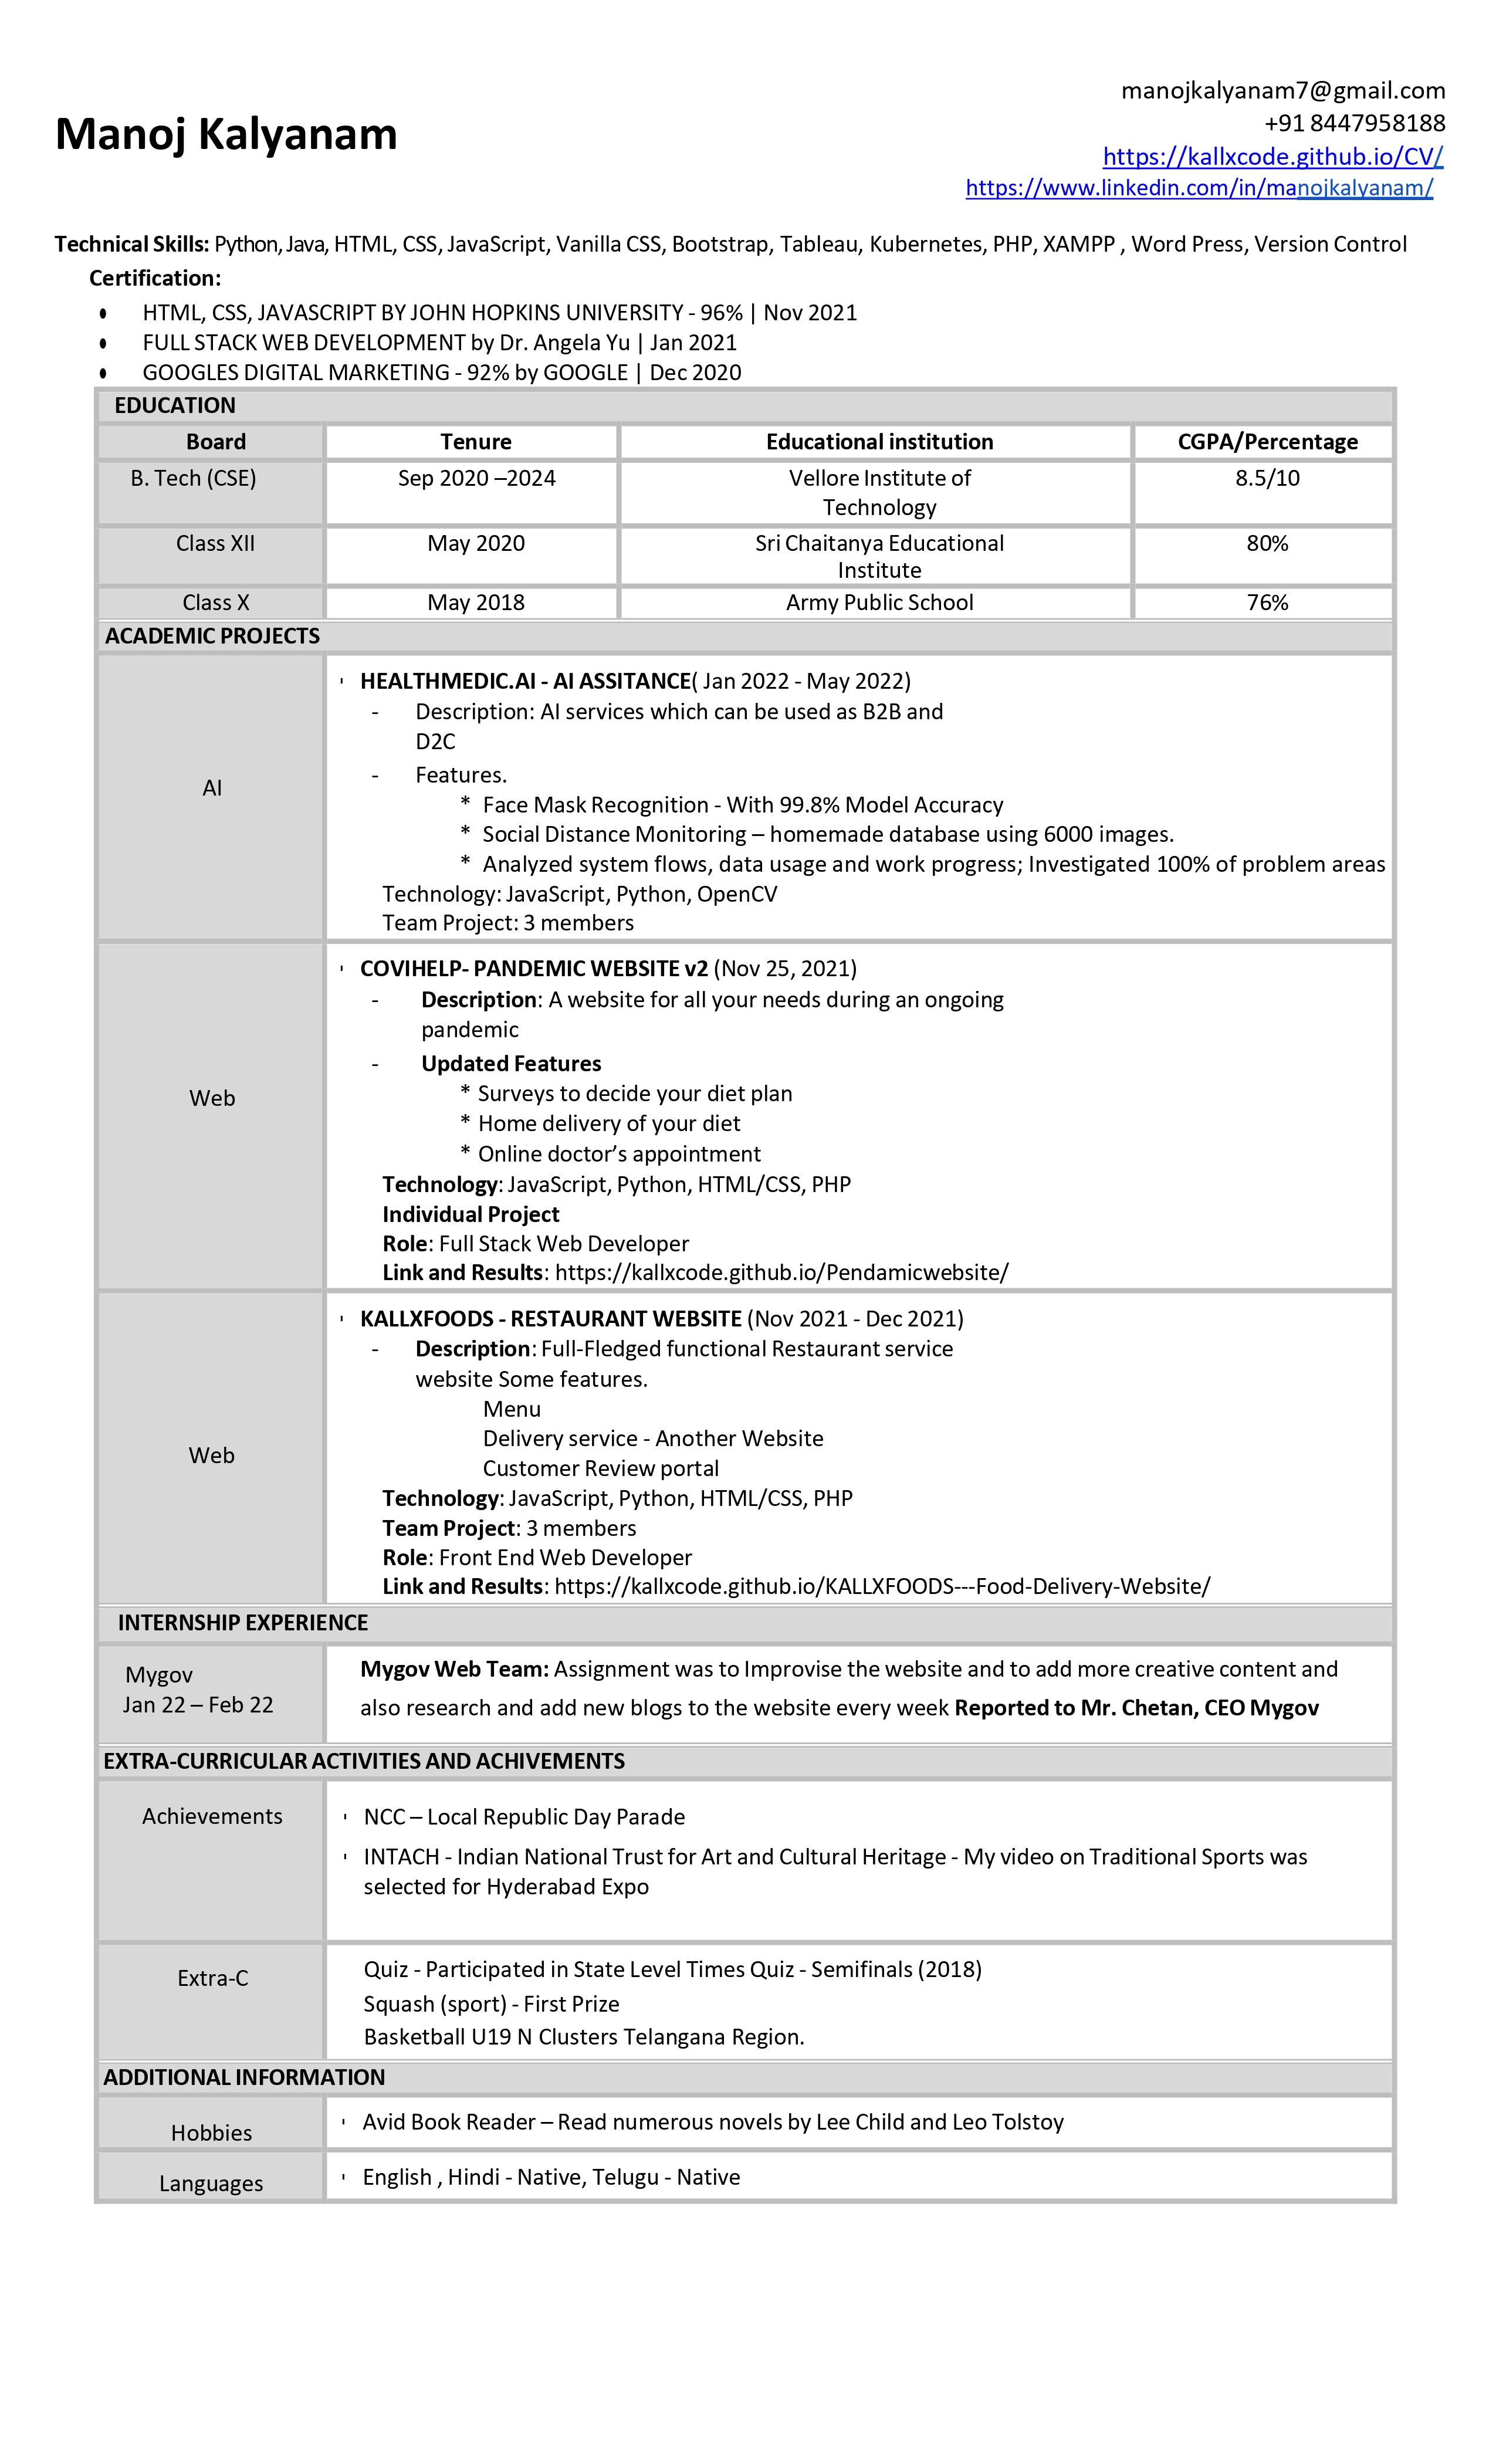 Manoj Kalyanam
manojkalyanam7@gmail.com
+91 8447958188
https://kallxcode.github.io/CV/
https://www.linkedin.com/in/manojkalyanam/
Technical Skills: Python, Java, HTML, CSS, JavaScript, Vanilla CSS, Bootstrap, Tableau, Kubernetes, PHP, XAMPP , Word Press, Version Control
Certification:
• HTML, CSS, JAVASCRIPT BY JOHN HOPKINS UNIVERSITY - 96% | Nov 2021
• FULL STACK WEB DEVELOPMENT by Dr. Angela Yu | Jan 2021
• GOOGLES DIGITAL MARKETING - 92% by GOOGLE | Dec 2020
EDUCATION
Board Tenure Educational institution CGPA/Percentage
B. Tech (CSE) Sep 2020 –2024 Vellore Institute of 8.5/10
Technology
Class XII May 2020 Sri Chaitanya Educational 80%
Institute
Class X May 2018 Army Public School 76%
ACADEMIC PROJECTS
AI
HEALTHMEDIC.AI - AI ASSITANCE( Jan 2022 - May 2022)
- Description: AI services which can be used as B2B and
D2C
- Features.
* Face Mask Recognition - With 99.8% Model Accuracy
* Social Distance Monitoring – homemade database using 6000 images.
* Analyzed system flows, data usage and work progress; Investigated 100% of problem areas
Technology: JavaScript, Python, OpenCV
Team Project: 3 members
Web
COVIHELP- PANDEMIC WEBSITE v2 (Nov 25, 2021)
- Description: A website for all your needs during an ongoing
pandemic
- Updated Features
* Surveys to decide your diet plan
* Home delivery of your diet
* Online doctor’s appointment
Technology: JavaScript, Python, HTML/CSS, PHP
Individual Project
Role: Full Stack Web Developer
Link and Results: https://kallxcode.github.io/Pendamicwebsite/
Web
KALLXFOODS - RESTAURANT WEBSITE (Nov 2021 - Dec 2021)
- Description: Full-Fledged functional Restaurant service
website Some features.
Menu
Delivery service - Another Website
Customer Review portal
Technology: JavaScript, Python, HTML/CSS, PHP
Team Project: 3 members
Role: Front End Web Developer
Link and Results: https://kallxcode.github.io/KALLXFOODS---Food-Delivery-Website/
INTERNSHIP EXPERIENCE
Mygov
Jan 22 – Feb 22
Mygov Web Team: Assignment was to Improvise the website and to add more creative content and
also research and add new blogs to the website every week Reported to Mr. Chetan, CEO Mygov
EXTRA-CURRICULAR ACTIVITIES AND ACHIVEMENTS
Achievements
NCC – Local Republic Day Parade
INTACH - Indian National Trust for Art and Cultural Heritage - My video on Traditional Sports was
selected for Hyderabad Expo
Extra-C
Quiz - Participated in State Level Times Quiz - Semifinals (2018)
Squash (sport) - First Prize
Basketball U19 N Clusters Telangana Region.
ADDITIONAL INFORMATION
Hobbies
Avid Book Reader – Read numerous novels by Lee Child and Leo Tolstoy
Languages
English , Hindi - Native, Telugu - Native